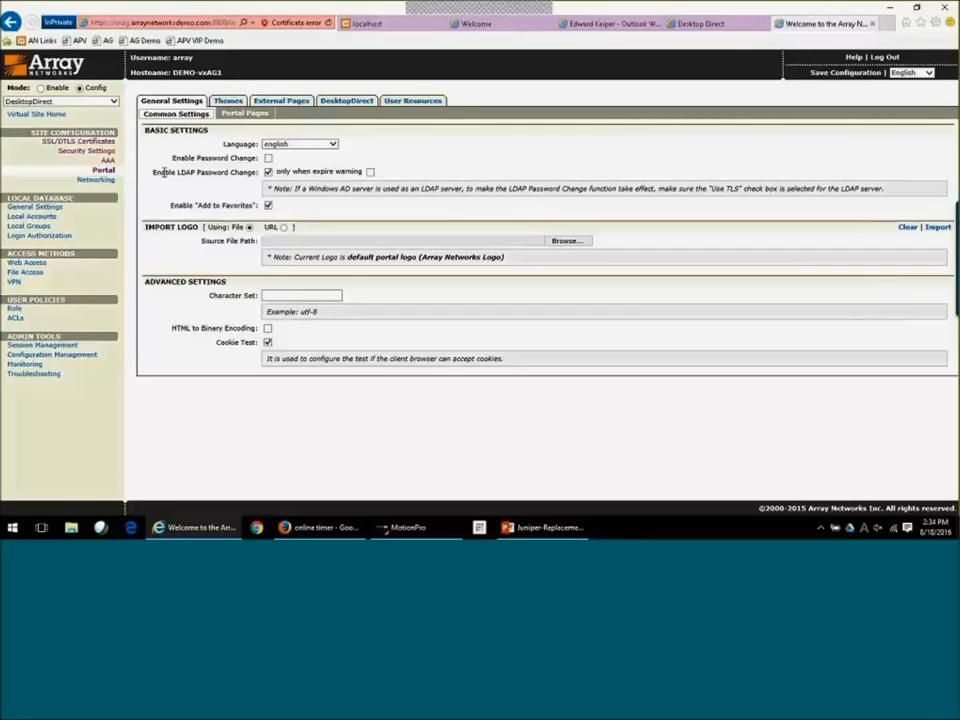 InPrivate
https://vxag.arraynetworksdemo.com:8888/in
Certificate error
localhost
Welcome
Edward Keiper - Outlook W...
Desktop Direct
Welcome to the Array N...
AN Links
APV
AG
AG Demo
APV VIP Demo
Array
NETWORKS
Username: array
Hostname: DEMO-vxAG1
Help | Log Out
Save Configuration | English
Mode: Enable Config
DesktopDirect
Virtual Site Home
SITE CONFIGURATION
SSL/DTLS Certificates
Security Settings
AAA
Portal
Networking
LOCAL DATABASE
General Settings
Local Accounts
Local Groups
Login Authorization
ACCESS METHODS
Web Access
File Access
VPN
USER POLICIES
Role
ACLs
ADMIN TOOLS
Session Management
Configuration Management
Monitoring
Troubleshooting
General Settings
Themes
External Pages
DesktopDirect
User Resources
Common Settings
Portal Pages
BASIC SETTINGS
Language: english
Enable Password Change:
Enable LDAP Password Change: only when expire warning
* Note: If a Windows AD server is used as an LDAP server, to make the LDAP Password Change function take effect, make sure the "Use TLS" check box is selected for the LDAP server.
Enable "Add to Favorites":
IMPORT LOGO [ Using: File URL ]
Clear | Import
Source File Path: Browse...
* Note: Current Logo is default portal logo (Array Networks Logo)
ADVANCED SETTINGS
Character Set:
Example: utf-8
HTML to Binary Encoding:
Cookie Test:
It is used to configure the test if the client browser can accept cookies.
©2000-2015 Array Networks Inc. All rights reserved.
Welcome to the Arr...
online timer - Goo...
MotionPro
Juniper-Replaceme...
2:34 PM
8/18/2016